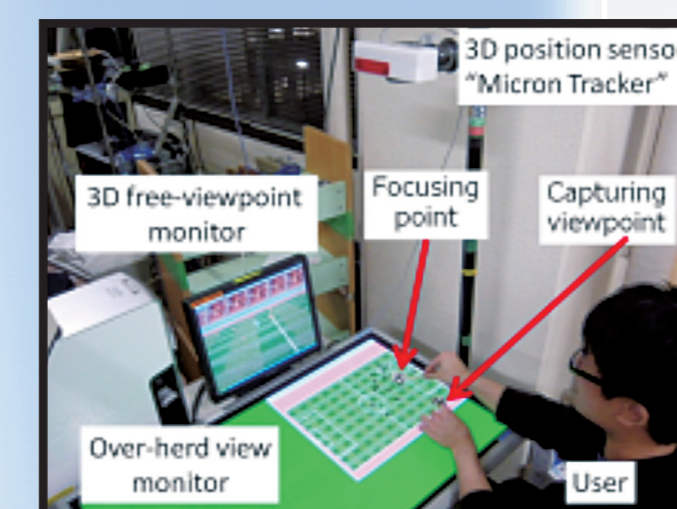 3D position senso
"Micron Tracker"
3D free-viewpoint
monitor
Focusing
point
Capturing
viewpoint
Over-herd view
monitor
User